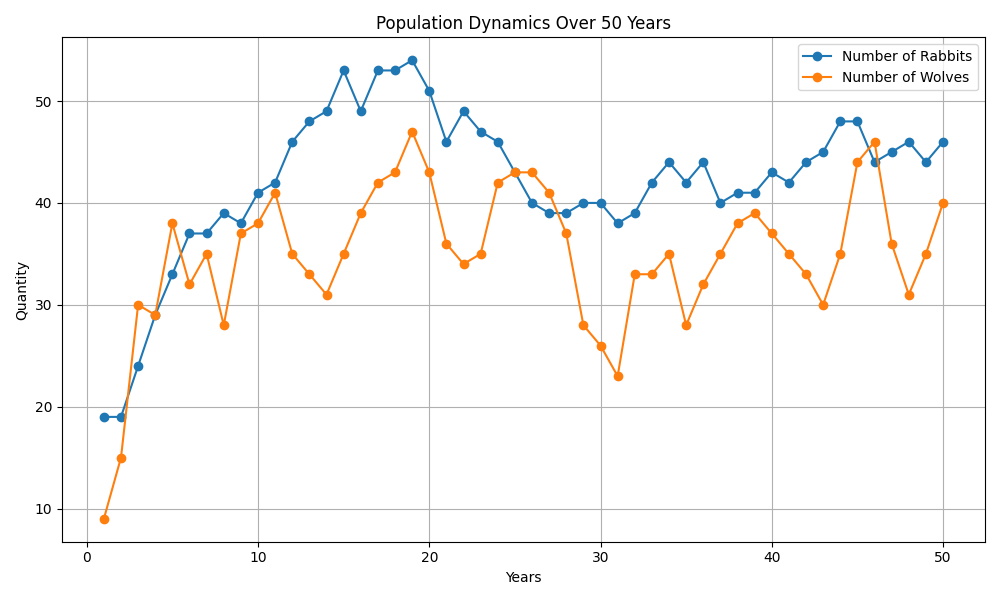 Population Dynamics Over 50 Years
Number of Rabbits
Number of Wolves
Quantity
50
40
30
20
10
0 10 20 30 40 50
Years